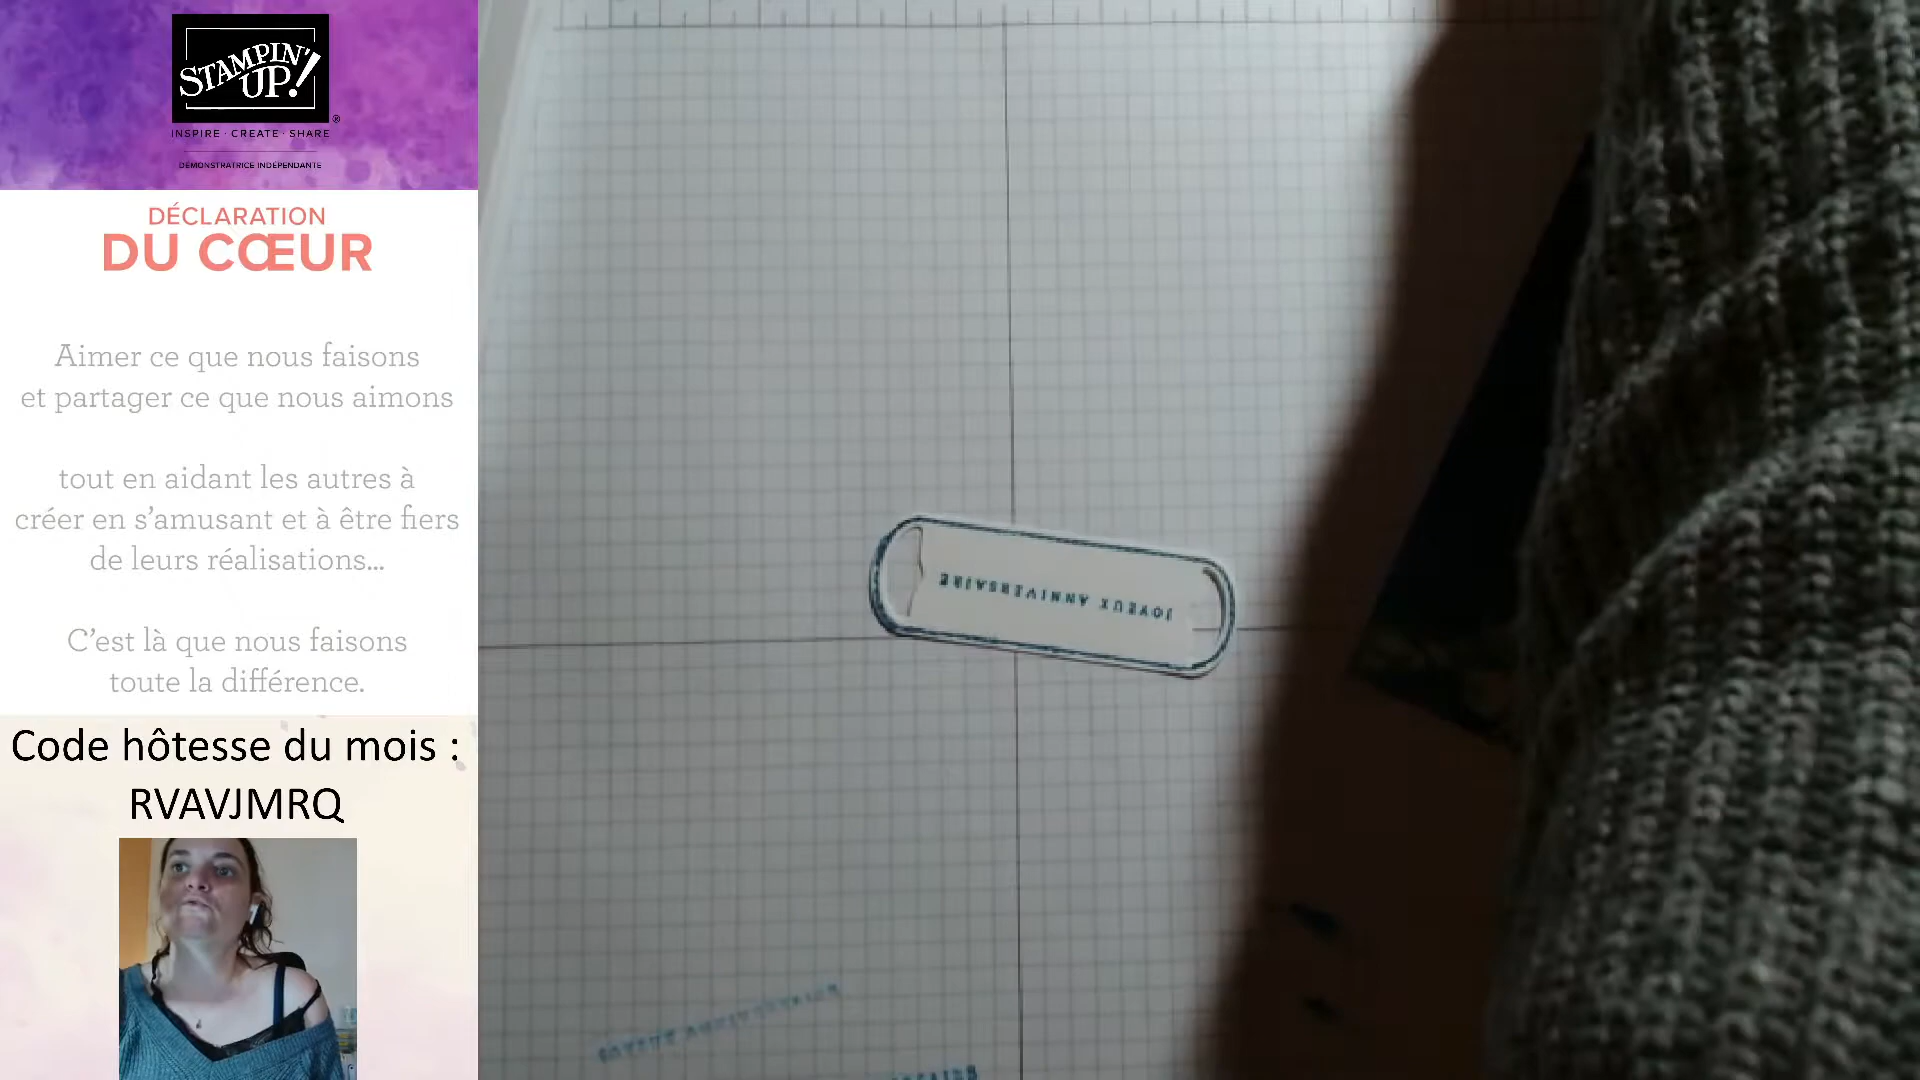 STAMPIN' UP!®
INSPIRE · CREATE · SHARE
DÉMONSTRATRICE INDÉPENDANTE
DÉCLARATION
DU CŒUR
Aimer ce que nous faisons
et partager ce que nous aimons
tout en aidant les autres à
créer en s’amusant et à être fiers
de leurs réalisations...
C’est là que nous faisons
toute la différence.
Code hôtesse du mois :
RVAVJMRQ
JOYEUX ANNIVERSAIRE
JOYEUX ANNIVERSAIRE